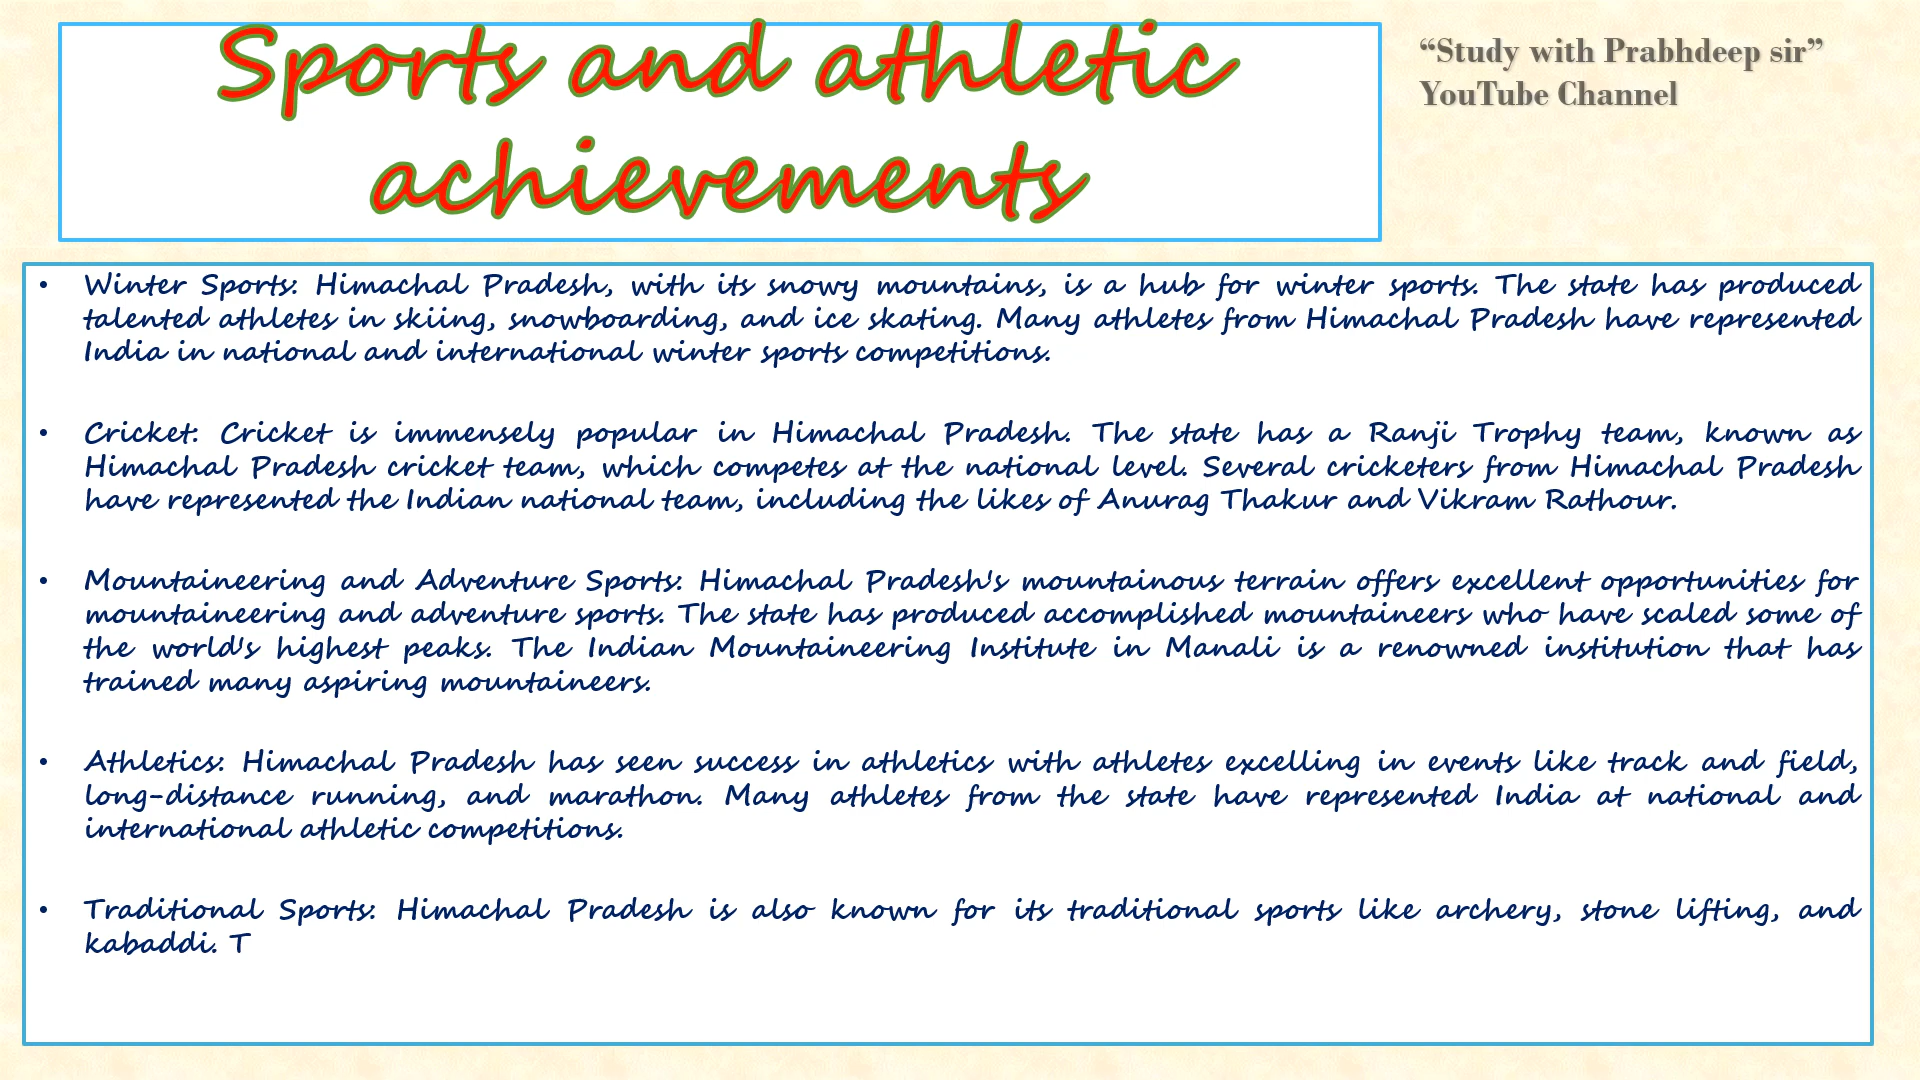 Sports and athletic
achievements
“Study with Prabhdeep sir”
YouTube Channel
• Winter Sports: Himachal Pradesh, with its snowy mountains, is a hub for winter sports. The state has produced
talented athletes in skiing, snowboarding, and ice skating. Many athletes from Himachal Pradesh have represented
India in national and international winter sports competitions.
• Cricket: Cricket is immensely popular in Himachal Pradesh. The state has a Ranji Trophy team, known as
Himachal Pradesh cricket team, which competes at the national level. Several cricketers from Himachal Pradesh
have represented the Indian national team, including the likes of Anurag Thakur and Vikram Rathour.
• Mountaineering and Adventure Sports: Himachal Pradesh's mountainous terrain offers excellent opportunities for
mountaineering and adventure sports. The state has produced accomplished mountaineers who have scaled some of
the world's highest peaks. The Indian Mountaineering Institute in Manali is a renowned institution that has
trained many aspiring mountaineers.
• Athletics: Himachal Pradesh has seen success in athletics with athletes excelling in events like track and field,
long-distance running, and marathon. Many athletes from the state have represented India at national and
international athletic competitions.
• Traditional Sports: Himachal Pradesh is also known for its traditional sports like archery, stone lifting, and
kabaddi. T